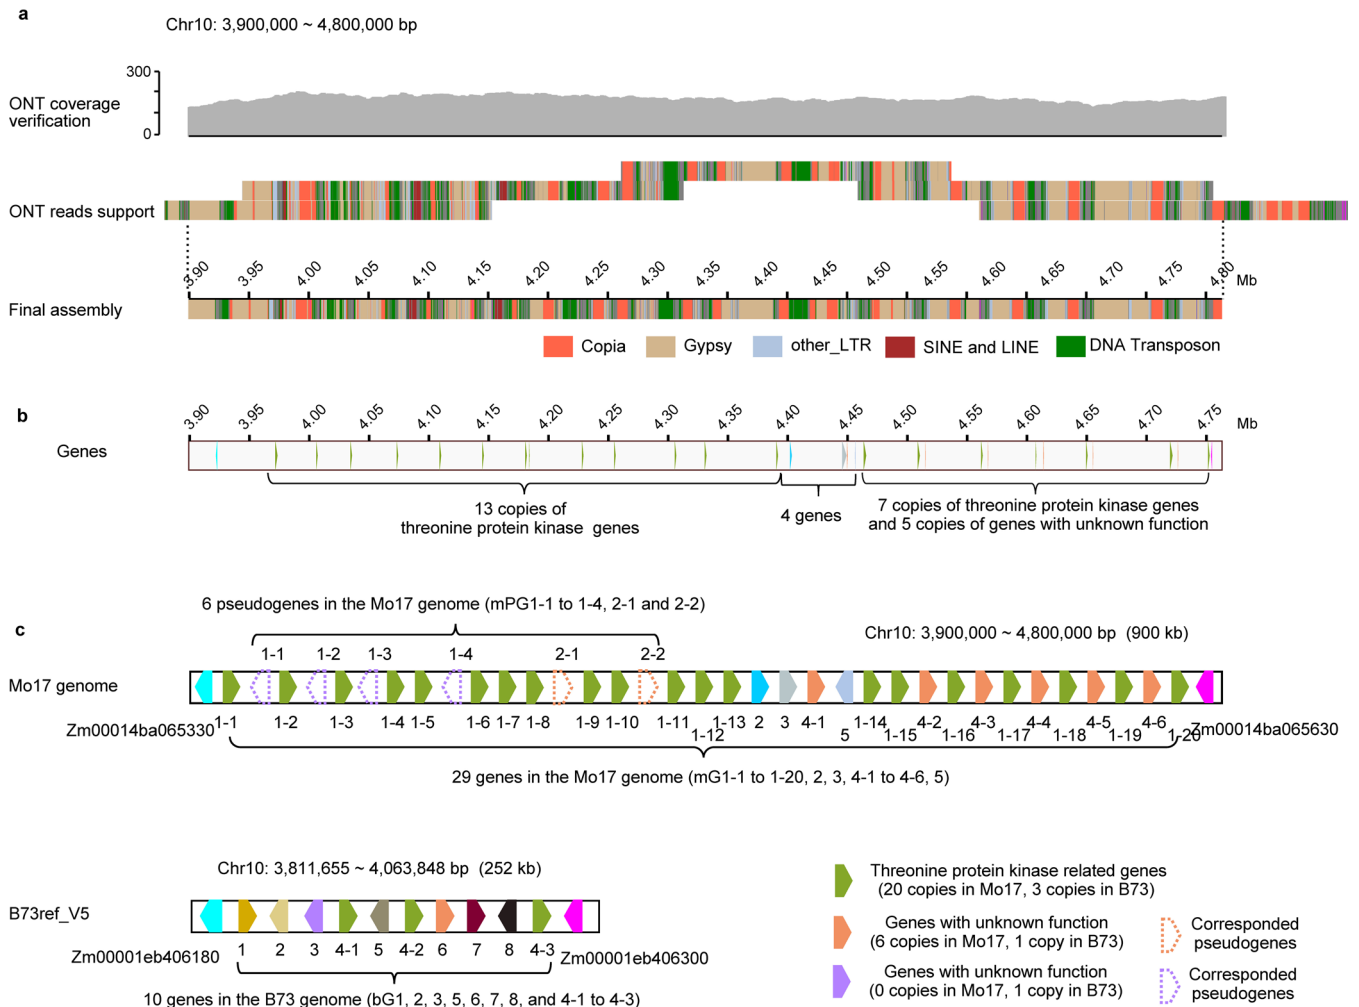 a
Chr10: 3,900,000 ~ 4,800,000 bp
300
ONT coverage
verification
0
ONT reads support
3.90 3.95 4.00 4.05 4.10 4.15 4.20 4.25 4.30 4.35 4.40 4.45 4.50 4.55 4.60 4.65 4.70 4.75 4.80 Mb
Final assembly
Copia Gypsy other_LTR SINE and LINE DNA Transposon
b
3.90 3.95 4.00 4.05 4.10 4.15 4.20 4.25 4.30 4.35 4.40 4.45 4.50 4.55 4.60 4.65 4.70 4.75 Mb
Genes
13 copies of
threonine protein kinase genes
4 genes
7 copies of threonine protein kinase genes
and 5 copies of genes with unknown function
6 pseudogenes in the Mo17 genome (mPG1-1 to 1-4, 2-1 and 2-2)
c
Chr10: 3,900,000 ~ 4,800,000 bp (900 kb)
1-1 1-2 1-3 1-4 2-1 2-2
Mo17 genome
Zm00014ba065330 1-1 1-2 1-3 1-4 1-5 1-6 1-7 1-8 1-9 1-10 1-11 1-12 1-13 2 3 4-1 5 1-14 1-15 4-2 1-16 4-3 1-17 4-4 1-18 4-5 1-19 4-6 1-20 Zm00014ba065630
29 genes in the Mo17 genome (mG1-1 to 1-20, 2, 3, 4-1 to 4-6, 5)
Chr10: 3,811,655 ~ 4,063,848 bp (252 kb)
B73ref_V5
Zm00001eb406180 1 2 3 4-1 5 4-2 6 7 8 4-3 Zm00001eb406300
10 genes in the B73 genome (bG1, 2, 3, 5, 6, 7, 8, and 4-1 to 4-3)
Threonine protein kinase related genes
(20 copies in Mo17, 3 copies in B73)
Genes with unknown function
(6 copies in Mo17, 1 copy in B73)
Corresponded
pseudogenes
Genes with unknown function
(0 copies in Mo17, 1 copy in B73)
Corresponded
pseudogenes